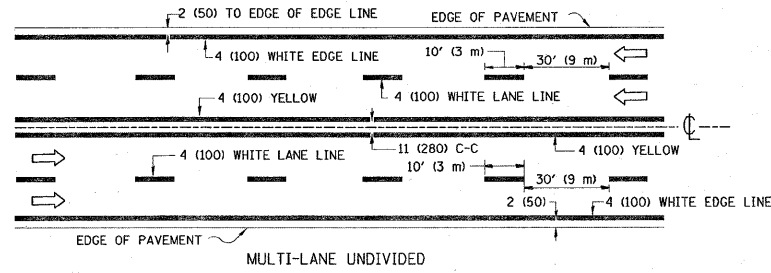 2 (50) TO EDGE OF EDGE LINE
EDGE OF PAVEMENT
4 (100) WHITE EDGE LINE
10' (3 m)
30' (9 m)
4 (100) YELLOW
4 (100) WHITE LANE LINE
℄
4 (100) WHITE LANE LINE
11 (280) C-C
4 (100) YELLOW
10' (3 m)
30' (9 m)
2 (50)
4 (100) WHITE EDGE LINE
EDGE OF PAVEMENT
MULTI-LANE UNDIVIDED